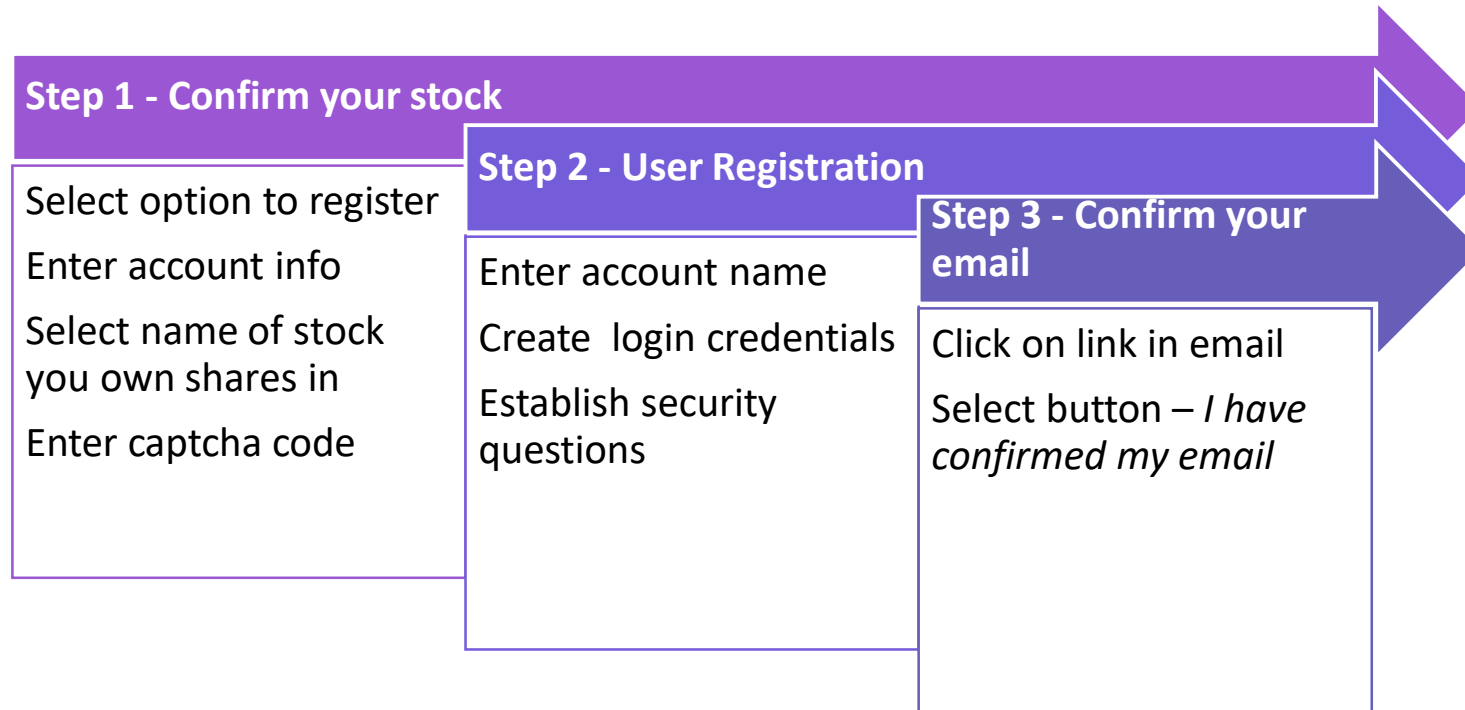 Step 1 - Confirm your stock
Select option to register
Enter account info
Select name of stock
you own shares in
Enter captcha code
Step 2 - User Registration
Enter account name
Create  login credentials
Establish security
questions
Step 3 - Confirm your
email
Click on link in email
Select button – I have
confirmed my email